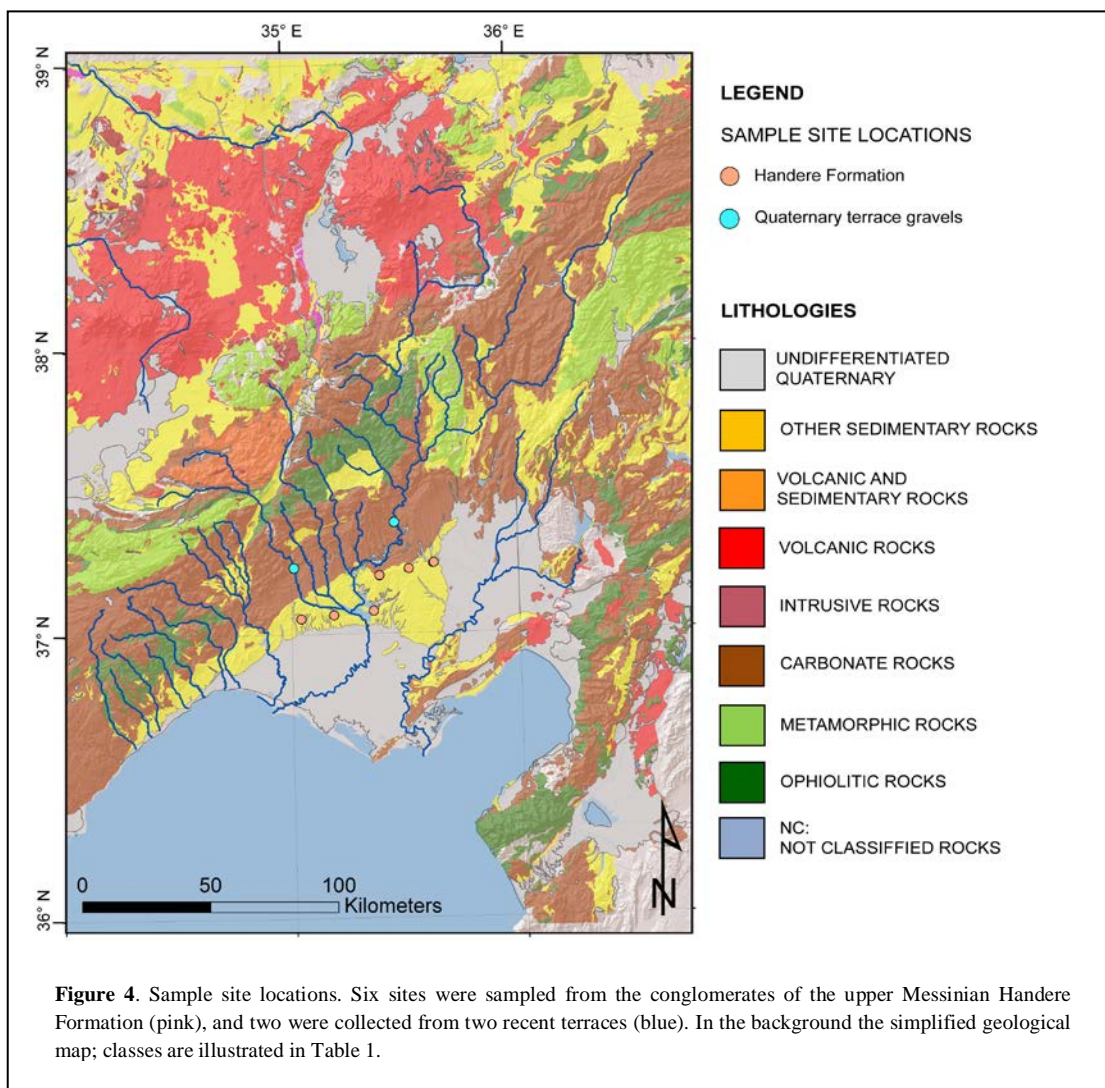 35° E
36° E
39° N
38° N
37° N
36° N
LEGEND
SAMPLE SITE LOCATIONS
Handere Formation
Quaternary terrace gravels
LITHOLOGIES
UNDIFFERENTIATED
QUATERNARY
OTHER SEDIMENTARY ROCKS
VOLCANIC AND
SEDIMENTARY ROCKS
VOLCANIC ROCKS
INTRUSIVE ROCKS
CARBONATE ROCKS
METAMORPHIC ROCKS
OPHIOLITIC ROCKS
NC:
NOT CLASSIFFIED ROCKS
0 50 100
Kilometers
N
Figure 4. Sample site locations. Six sites were sampled from the conglomerates of the upper Messinian Handere
Formation (pink), and two were collected from two recent terraces (blue). In the background the simplified geological
map; classes are illustrated in Table 1.